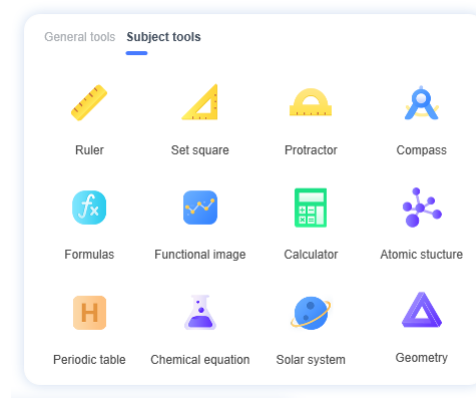 General tools Subject tools
Ruler Set square Protractor Compass
fx
Formulas Functional image Calculator Atomic stucture
H
Periodic table Chemical equation Solar system Geometry